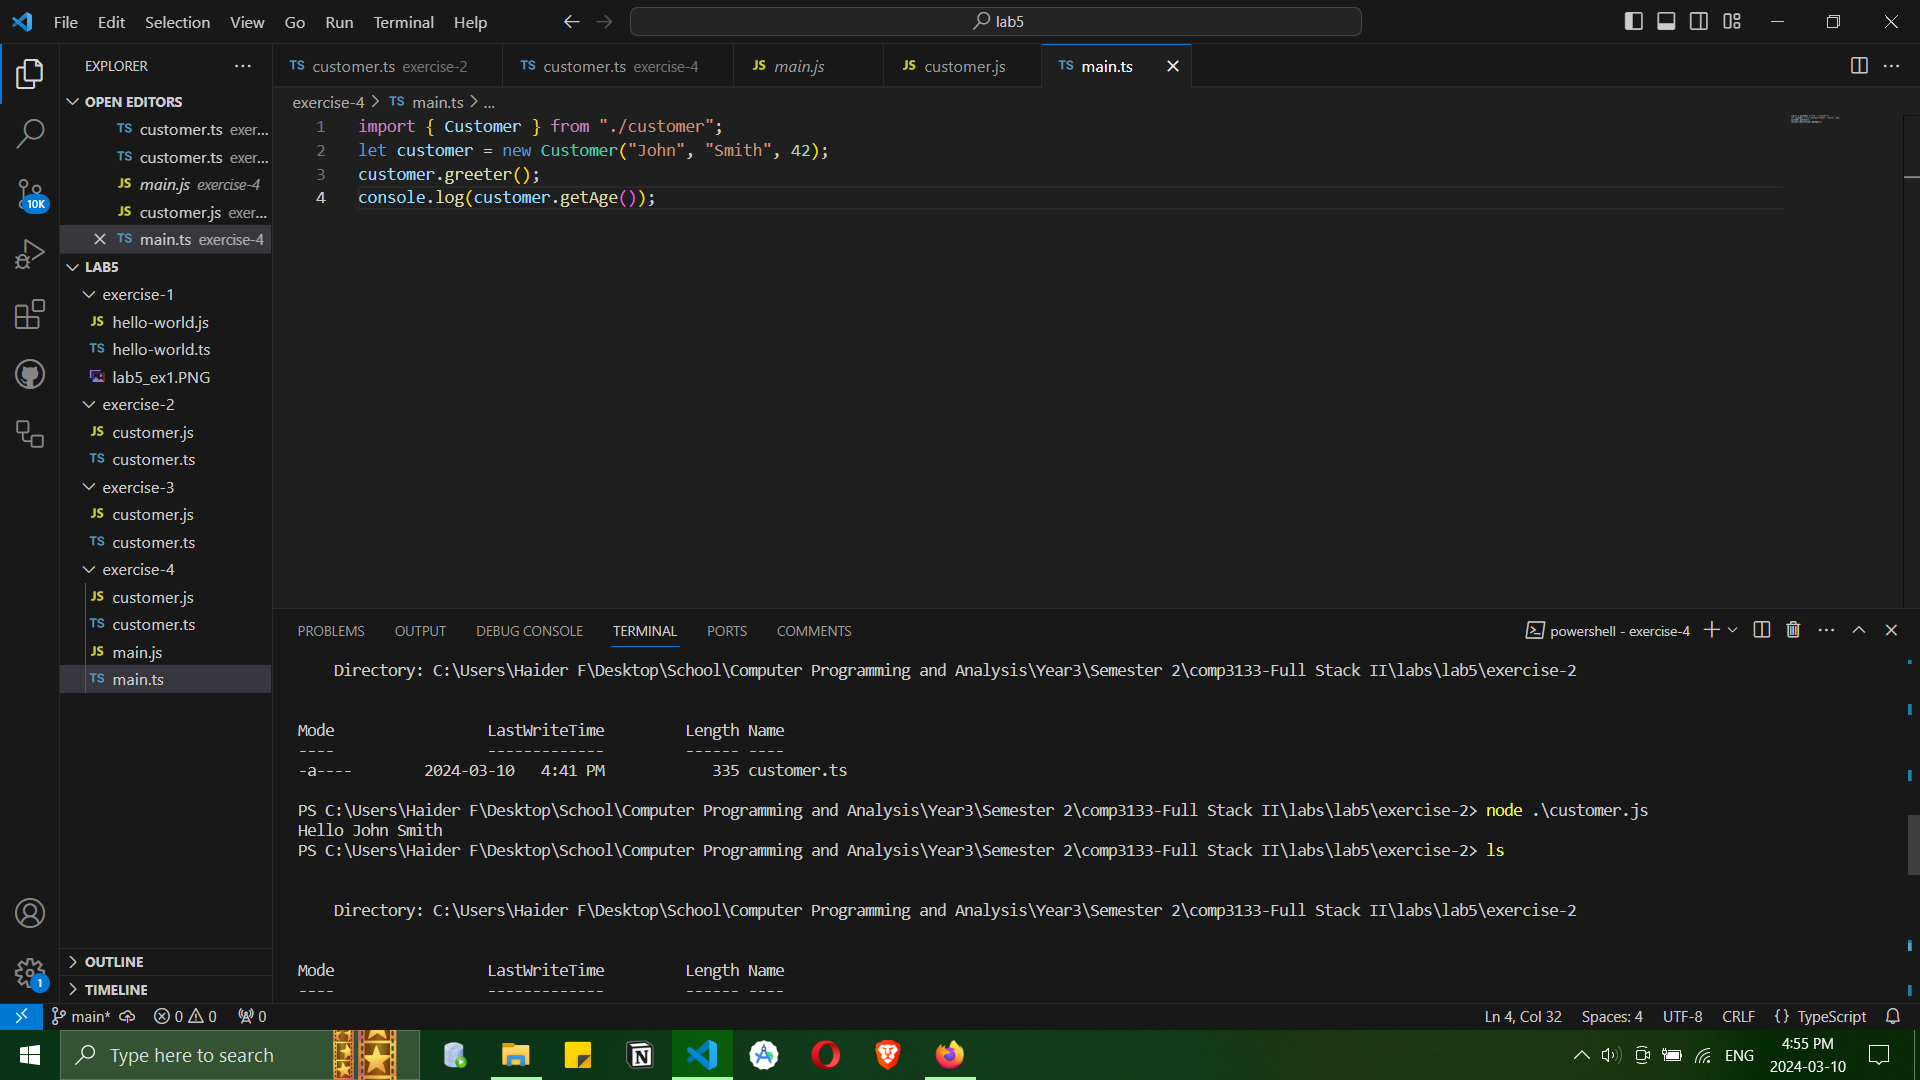 File Edit Selection View Go Run Terminal Help
lab5
EXPLORER
OPEN EDITORS
TS customer.ts exer...
TS customer.ts exer...
JS main.js exercise-4
JS customer.js exer...
TS main.ts exercise-4
LAB5
exercise-1
JS hello-world.js
TS hello-world.ts
lab5_ex1.PNG
exercise-2
JS customer.js
TS customer.ts
exercise-3
JS customer.js
TS customer.ts
exercise-4
JS customer.js
TS customer.ts
JS main.js
TS main.ts
OUTLINE
TIMELINE
10K
1
TS customer.ts exercise-2 TS customer.ts exercise-4 JS main.js JS customer.js TS main.ts
exercise-4 > TS main.ts > ...
1 import { Customer } from "./customer";
2 let customer = new Customer("John", "Smith", 42);
3 customer.greeter();
4 console.log(customer.getAge());
PROBLEMS OUTPUT DEBUG CONSOLE TERMINAL PORTS COMMENTS
powershell - exercise-4
Directory: C:\Users\Haider F\Desktop\School\Computer Programming and Analysis\Year3\Semester 2\comp3133-Full Stack II\labs\lab5\exercise-2
Mode LastWriteTime Length Name
---- ------------- ------ ----
-a---- 2024-03-10 4:41 PM 335 customer.ts
PS C:\Users\Haider F\Desktop\School\Computer Programming and Analysis\Year3\Semester 2\comp3133-Full Stack II\labs\lab5\exercise-2> node .\customer.js
Hello John Smith
PS C:\Users\Haider F\Desktop\School\Computer Programming and Analysis\Year3\Semester 2\comp3133-Full Stack II\labs\lab5\exercise-2> ls
Directory: C:\Users\Haider F\Desktop\School\Computer Programming and Analysis\Year3\Semester 2\comp3133-Full Stack II\labs\lab5\exercise-2
Mode LastWriteTime Length Name
---- ------------- ------ ----
main* 0 0 0
Ln 4, Col 32 Spaces: 4 UTF-8 CRLF {} TypeScript
Type here to search
ENG
4:55 PM
2024-03-10